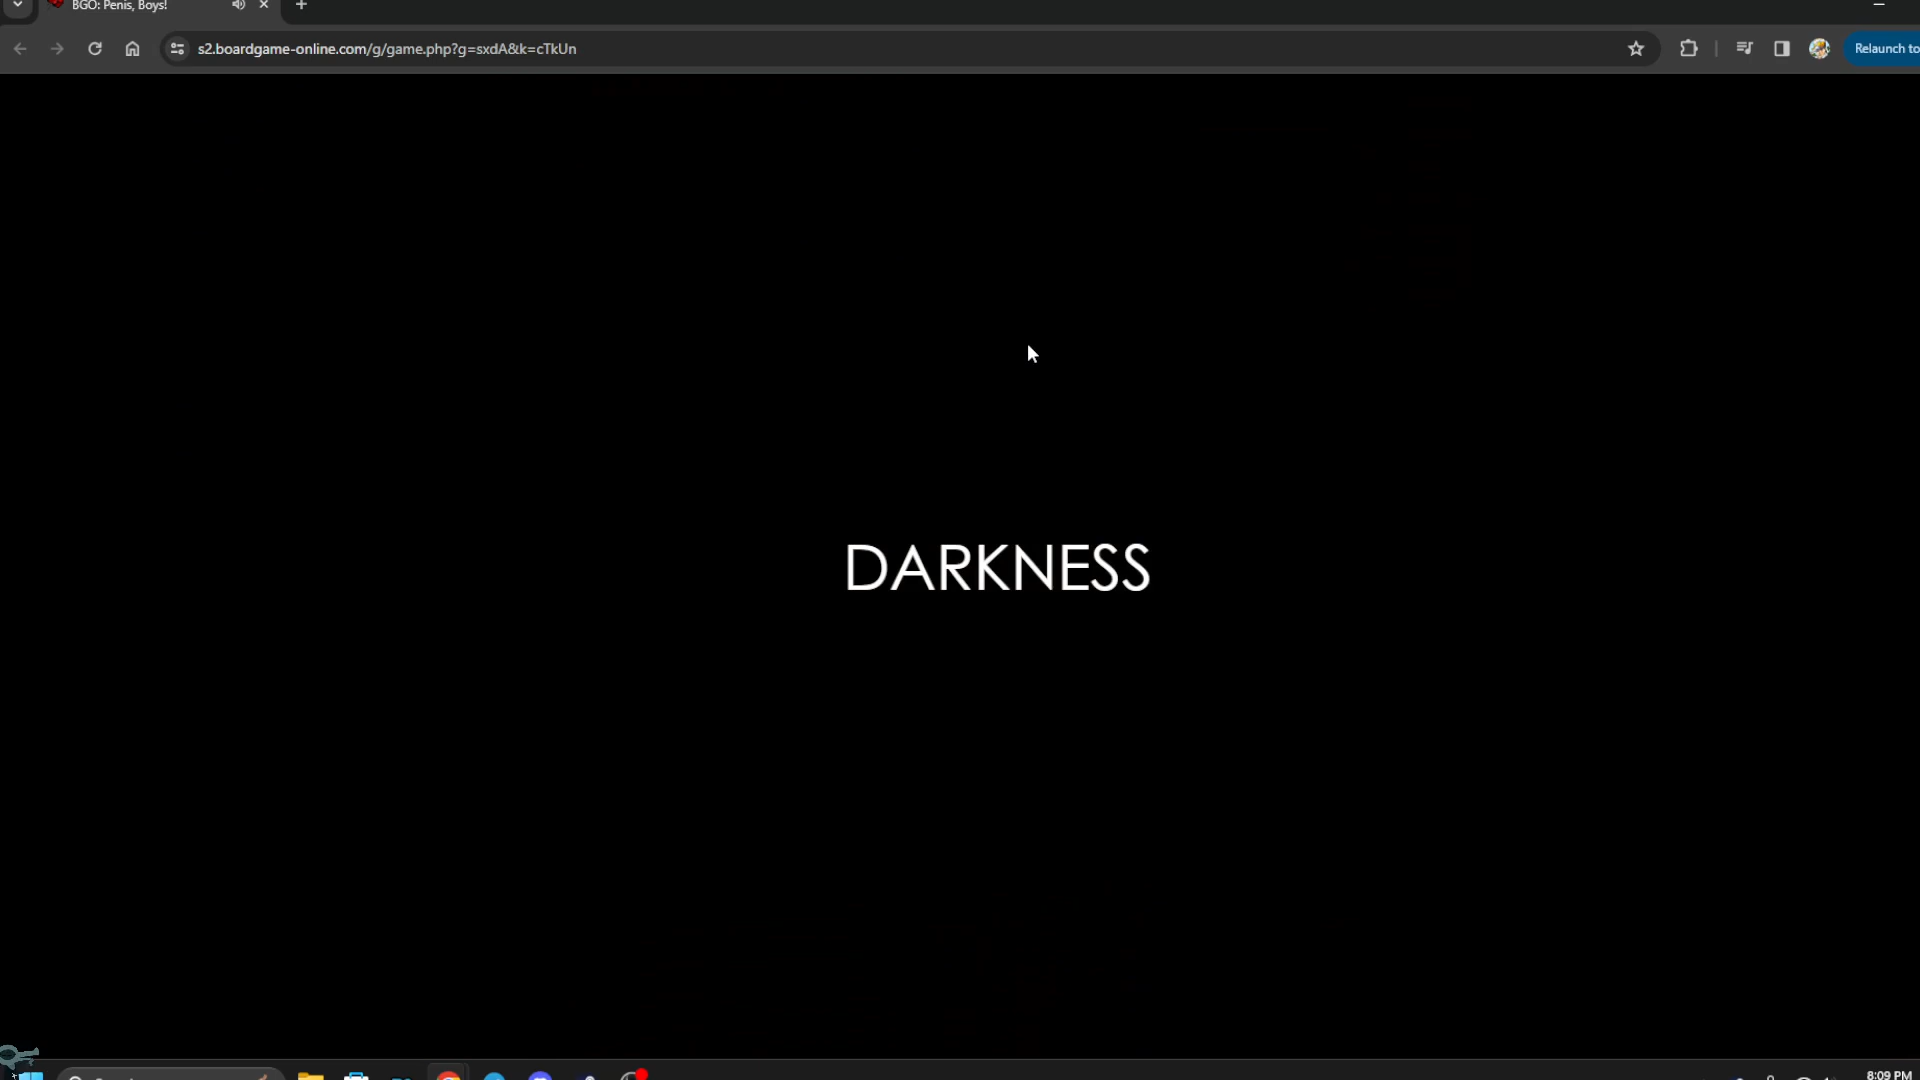 BGO: Penis, Boys!
s2.boardgame-online.com/g/game.php?g=sxdA&k=cTkUn
Relaunch to
DARKNESS
8:09 PM